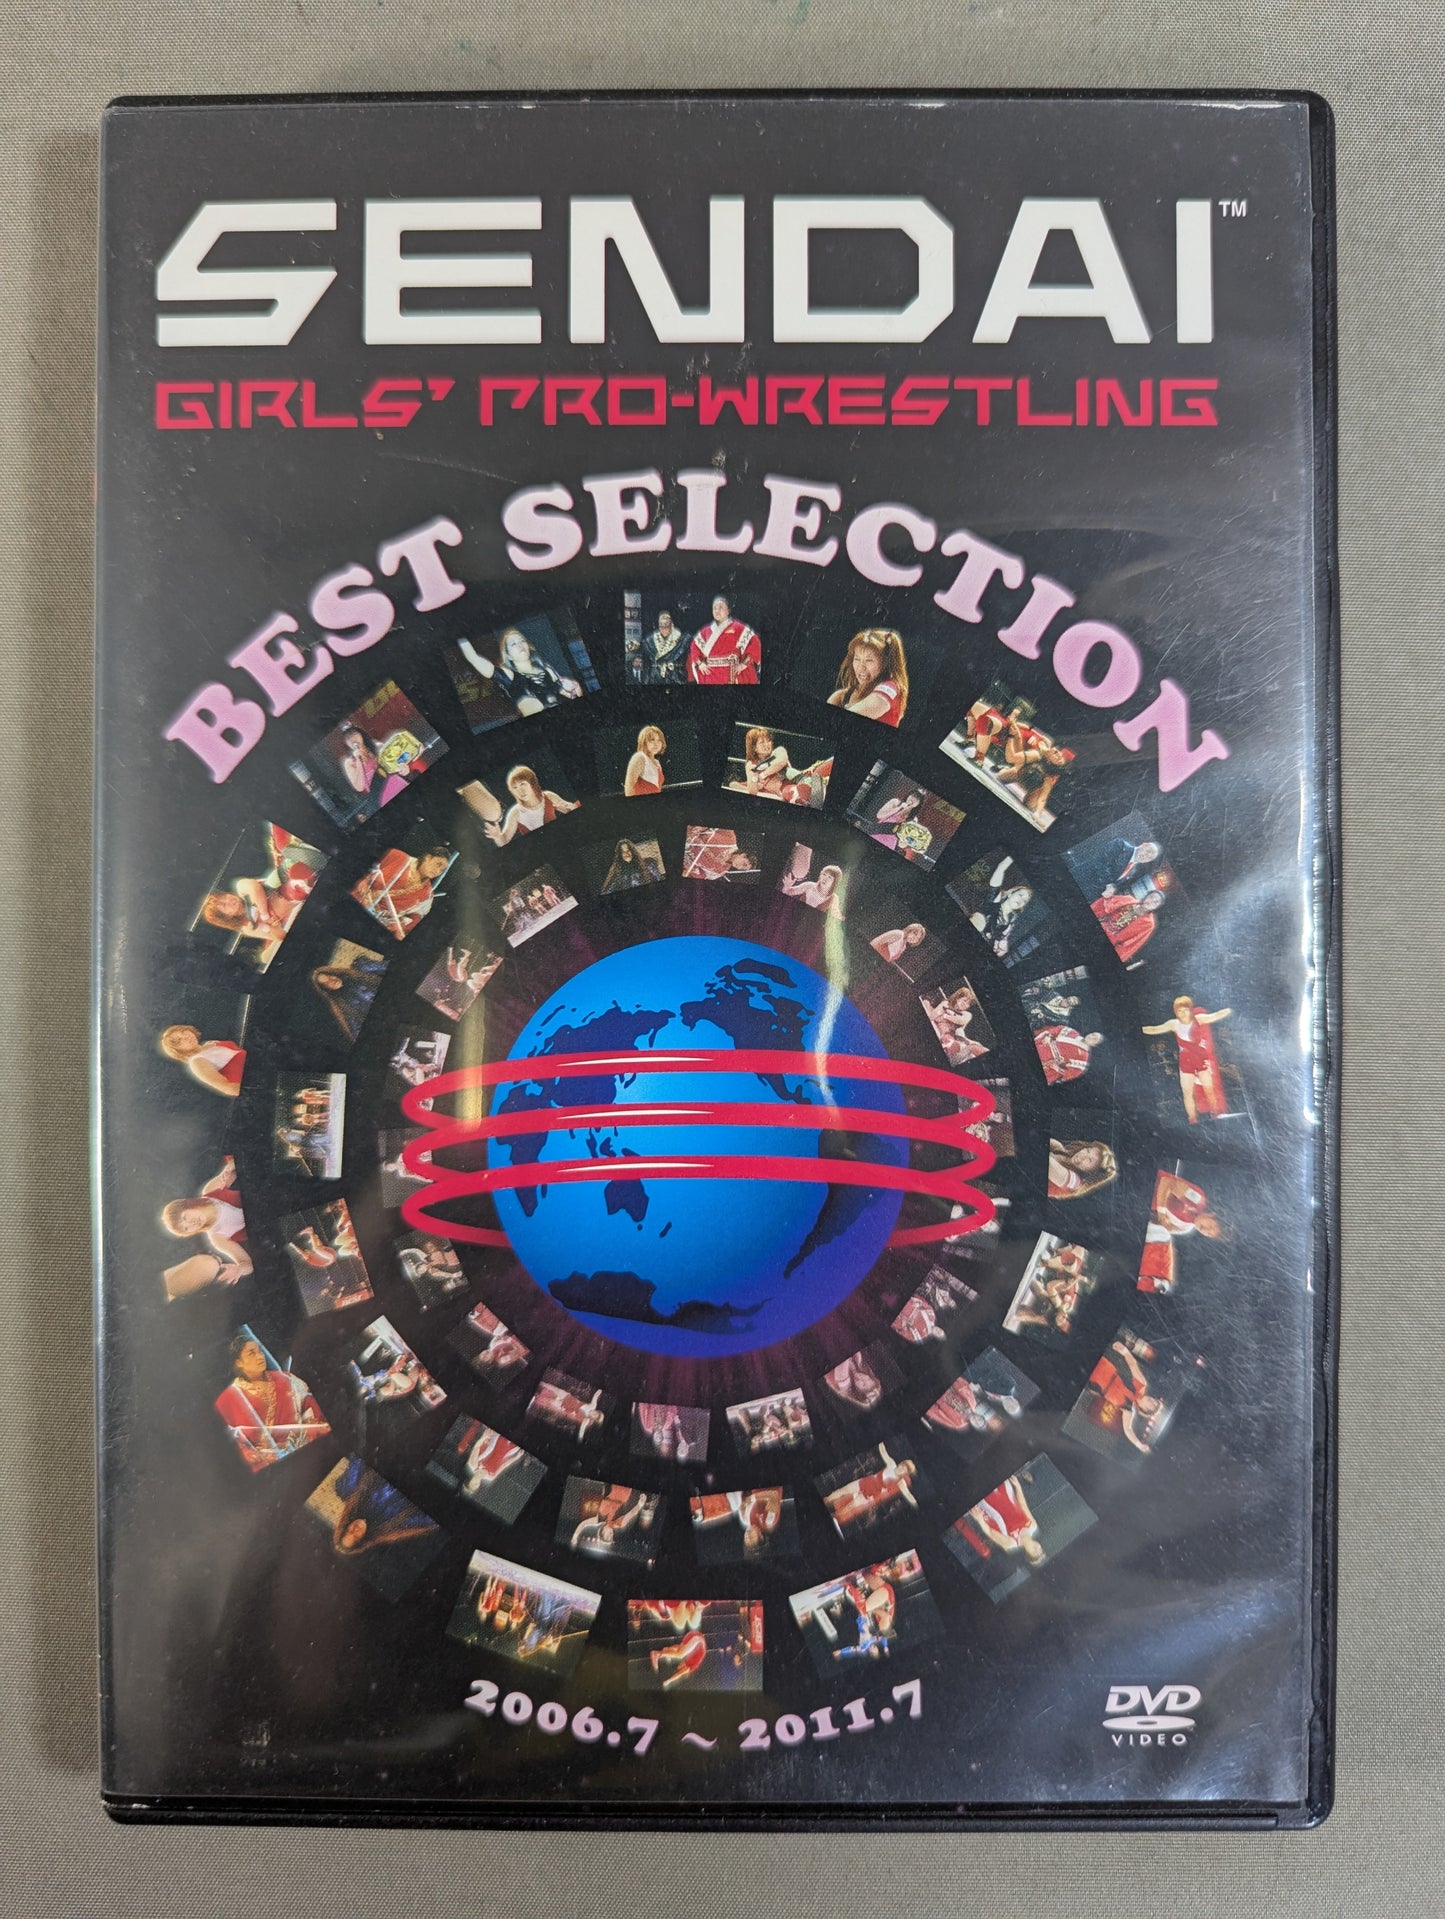 SENDAI™
GIRLS' PRO-WRESTLING
BEST SELECTION
2006.7 ～ 2011.7
DVD
VIDEO